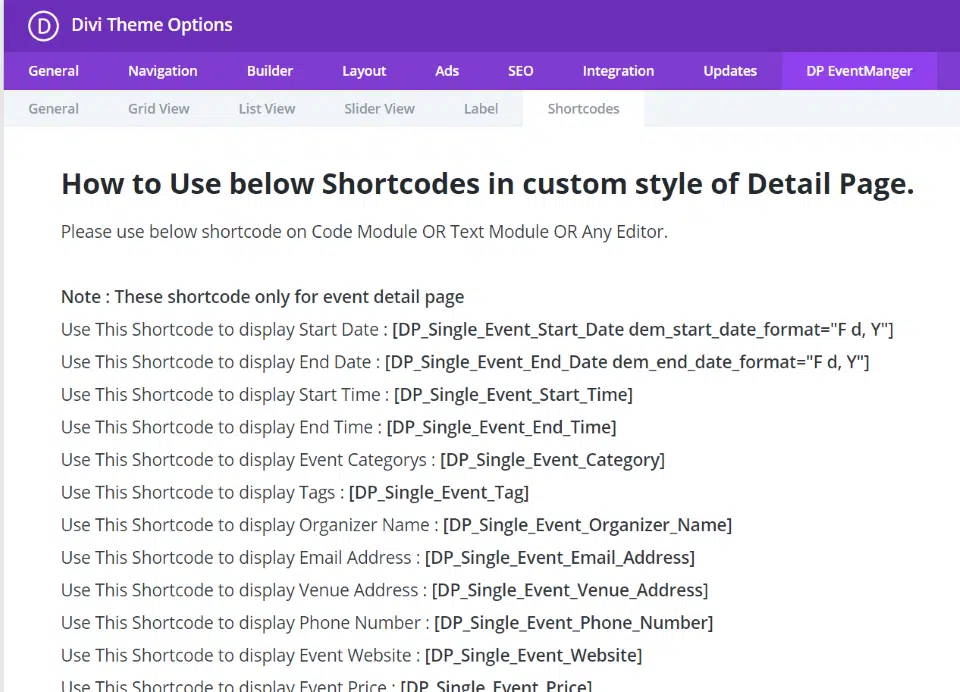 D Divi Theme Options
General Navigation Builder Layout Ads SEO Integration Updates DP EventManger
General Grid View List View Slider View Label Shortcodes
How to Use below Shortcodes in custom style of Detail Page.
Please use below shortcode on Code Module OR Text Module OR Any Editor.
Note : These shortcode only for event detail page
Use This Shortcode to display Start Date : [DP_Single_Event_Start_Date dem_start_date_format="F d, Y"]
Use This Shortcode to display End Date : [DP_Single_Event_End_Date dem_end_date_format="F d, Y"]
Use This Shortcode to display Start Time : [DP_Single_Event_Start_Time]
Use This Shortcode to display End Time : [DP_Single_Event_End_Time]
Use This Shortcode to display Event Categorys : [DP_Single_Event_Category]
Use This Shortcode to display Tags : [DP_Single_Event_Tag]
Use This Shortcode to display Organizer Name : [DP_Single_Event_Organizer_Name]
Use This Shortcode to display Email Address : [DP_Single_Event_Email_Address]
Use This Shortcode to display Venue Address : [DP_Single_Event_Venue_Address]
Use This Shortcode to display Phone Number : [DP_Single_Event_Phone_Number]
Use This Shortcode to display Event Website : [DP_Single_Event_Website]
Use This Shortcode to display Event Price : [DP_Single_Event_Price]